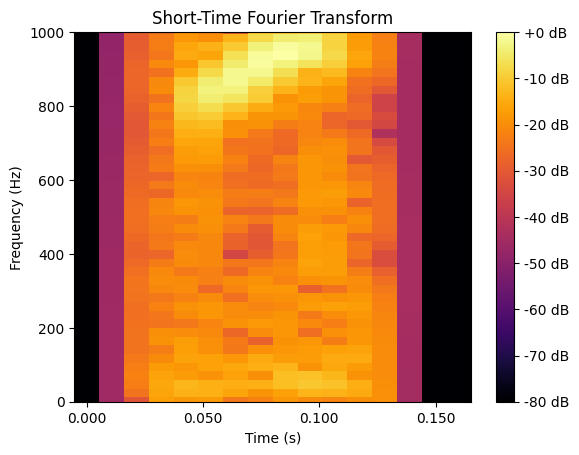 Short-Time Fourier Transform
1000
800
600
400
200
0
Frequency (Hz)
0.000
0.050
0.100
0.150
Time (s)
+0 dB
-10 dB
-20 dB
-30 dB
-40 dB
-50 dB
-60 dB
-70 dB
-80 dB